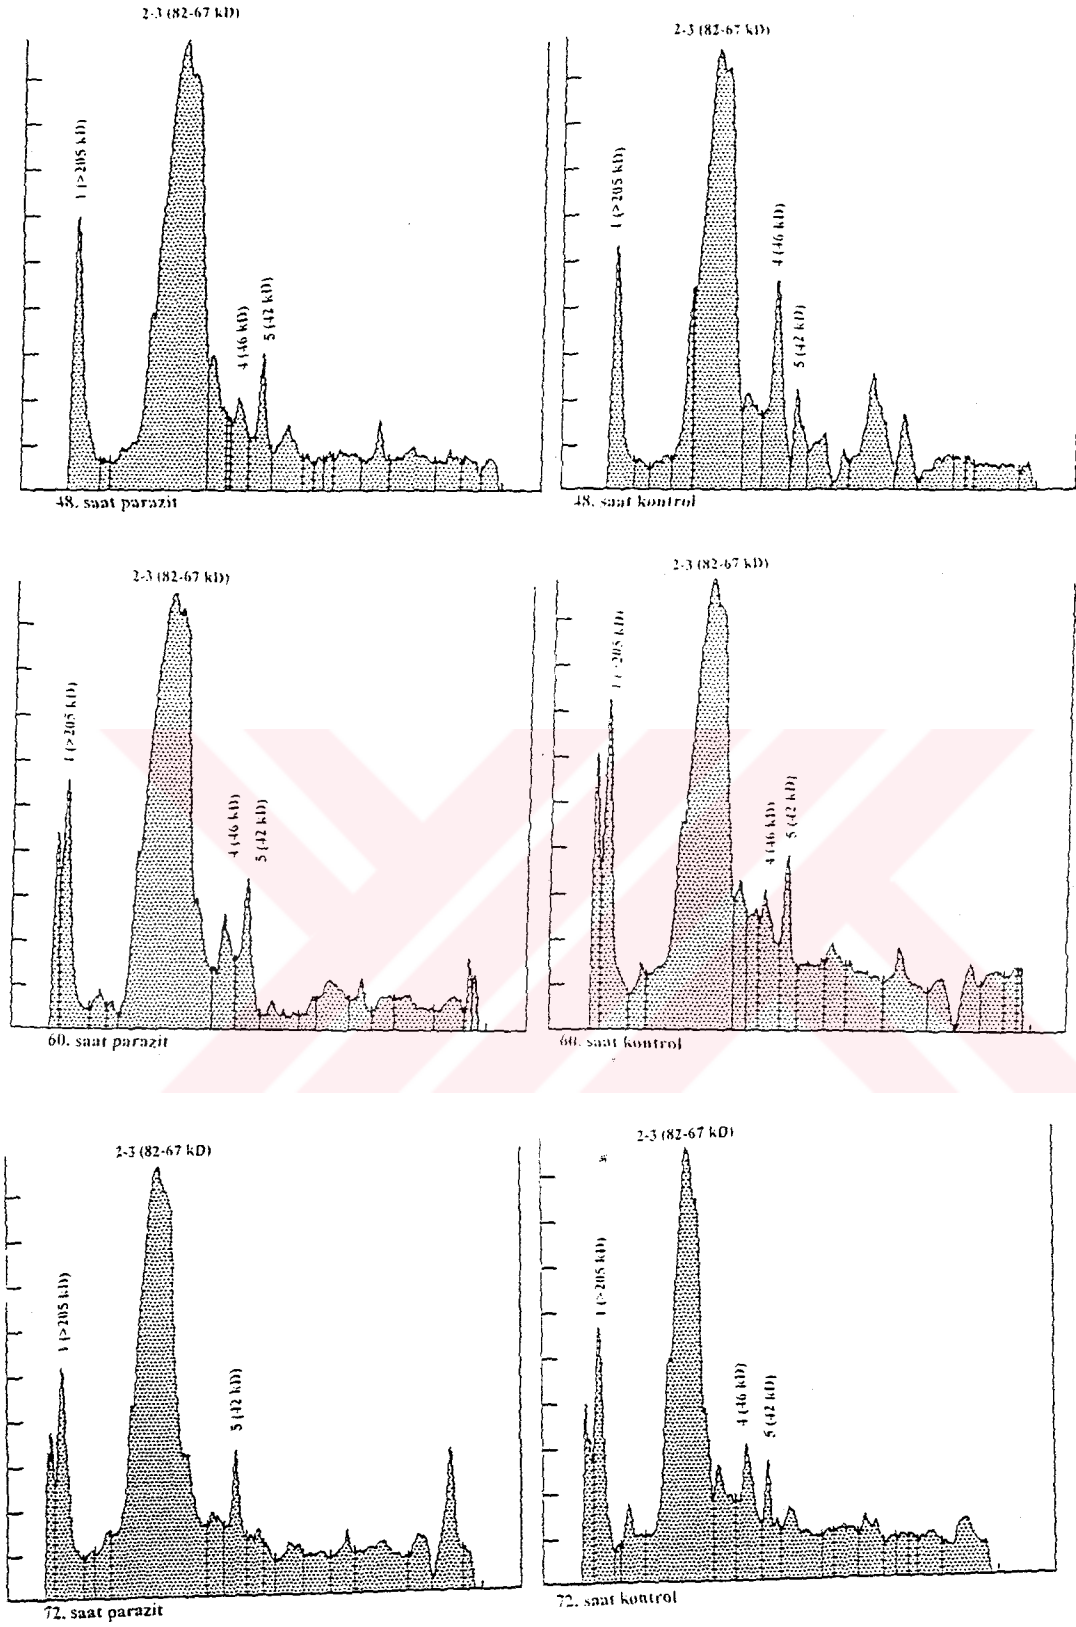 2-3 (82-67 kD)
1 (>205 kD)
4 (46 kD)
5 (42 kD)
48. saat parazit
2-3 (82-67 kD)
1 (>205 kD)
4 (46 kD)
5 (42 kD)
48. saat kontrol
2-3 (82-67 kD)
1 (>205 kD)
4 (46 kD)
5 (42 kD)
60. saat parazit
2-3 (82-67 kD)
1 (>205 kD)
4 (46 kD)
5 (42 kD)
60. saat kontrol
2-3 (82-67 kD)
1 (>205 kD)
5 (42 kD)
72. saat parazit
2-3 (82-67 kD)
1 (>205 kD)
4 (46 kD)
5 (42 kD)
72. saat kontrol